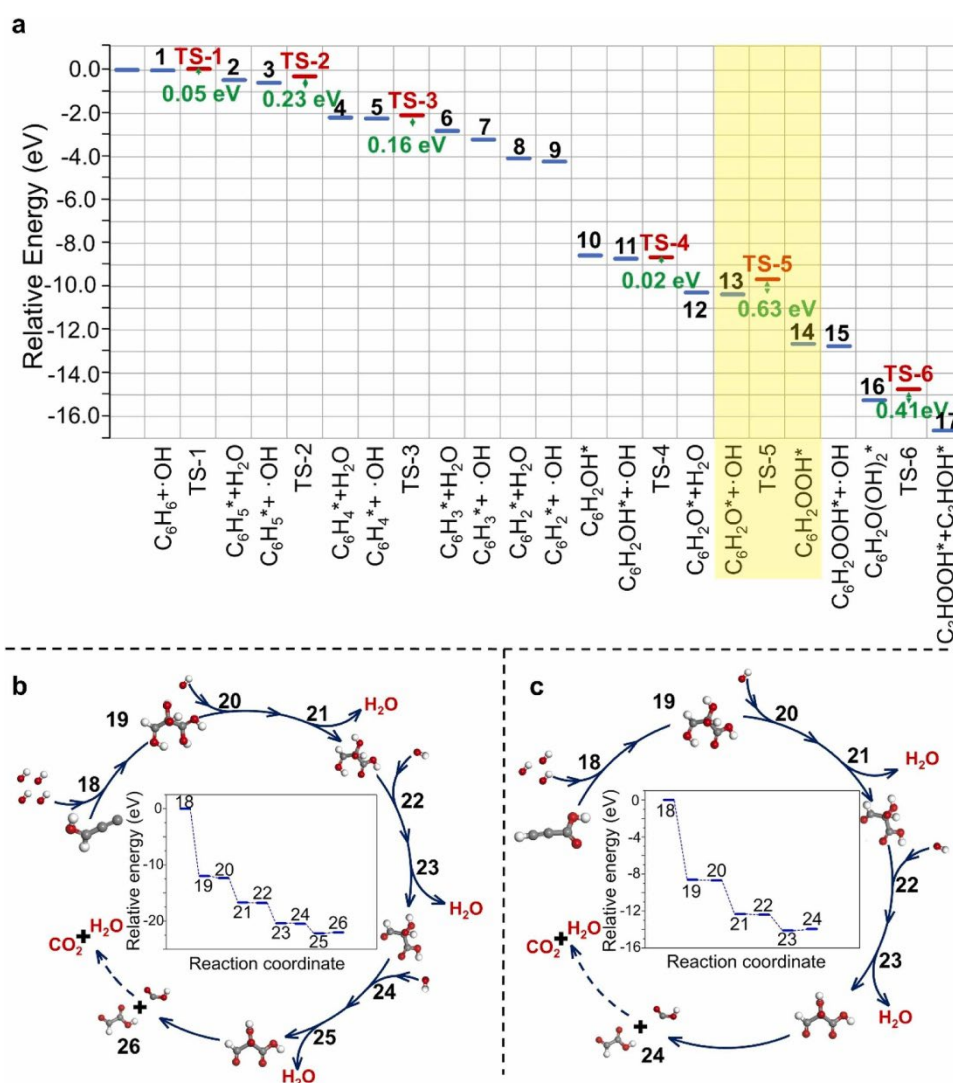 a
Relative Energy (eV)
0.0
-2.0
-4.0
-6.0
-8.0
-10.0
-12.0
-14.0
-16.0
1
TS-1
0.05 eV
2
3
TS-2
0.23 eV
4
5
TS-3
0.16 eV
6
7
8
9
10
11
TS-4
0.02 eV
12
13
TS-5
0.63 eV
14
15
16
TS-6
0.41eV
17
C₆H₆+·OH
TS-1
C₆H₅*+H₂O
C₆H₅*+ ·OH
TS-2
C₆H₄*+H₂O
C₆H₄*+ ·OH
TS-3
C₆H₃*+H₂O
C₆H₃*+ ·OH
C₆H₂*+H₂O
C₆H₂*+ ·OH
C₆H₂OH*
C₆H₂OH*+·OH
TS-4
C₆H₂O*+H₂O
C₆H₂O*+·OH
TS-5
C₆H₂OOH*
C₆H₂OOH*+·OH
C₆H₂O(OH)₂*
TS-6
C₃HOOH*+C₃HOH*
b
18
19
20
21
H₂O
22
23
H₂O
24
25
H₂O
26
CO₂
+
H₂O
+
Relative energy (eV)
0
-10
-20
18
19
20
21
22
23
24
25
26
Reaction coordinate
c
18
19
20
21
H₂O
22
23
H₂O
24
CO₂
+
H₂O
+
Relative energy (eV)
0
-4
-8
-12
-16
18
19
20
21
22
23
24
Reaction coordinate